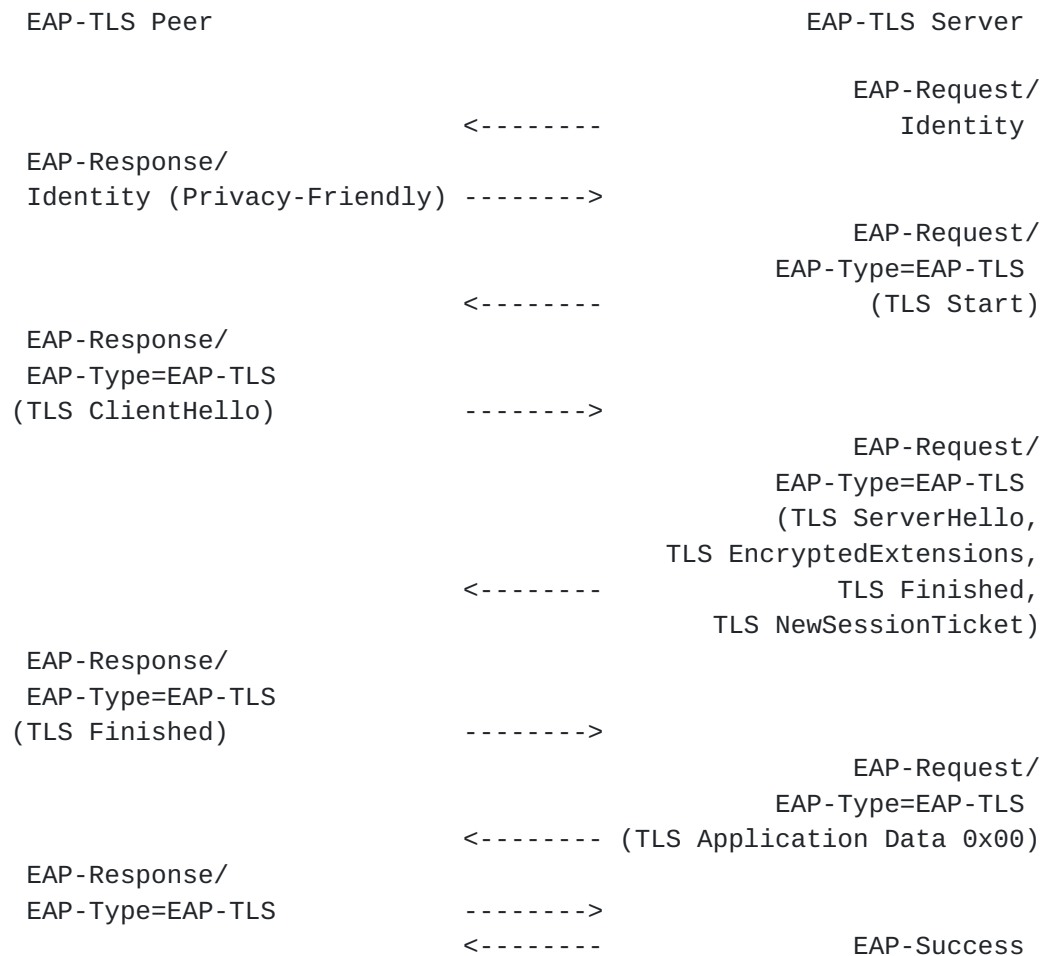 EAP-TLS Peer                                      EAP-TLS Server
EAP-Request/
<--------                   Identity
EAP-Response/
Identity (Privacy-Friendly) -------->
EAP-Request/
EAP-Type=EAP-TLS
<--------                 (TLS Start)
EAP-Response/
EAP-Type=EAP-TLS
(TLS ClientHello)            -------->
EAP-Request/
EAP-Type=EAP-TLS
(TLS ServerHello,
TLS EncryptedExtensions,
<--------               TLS Finished,
TLS NewSessionTicket)
EAP-Response/
EAP-Type=EAP-TLS
(TLS Finished)               -------->
EAP-Request/
EAP-Type=EAP-TLS
<-------- (TLS Application Data 0x00)
EAP-Response/
EAP-Type=EAP-TLS            -------->
<--------                EAP-Success